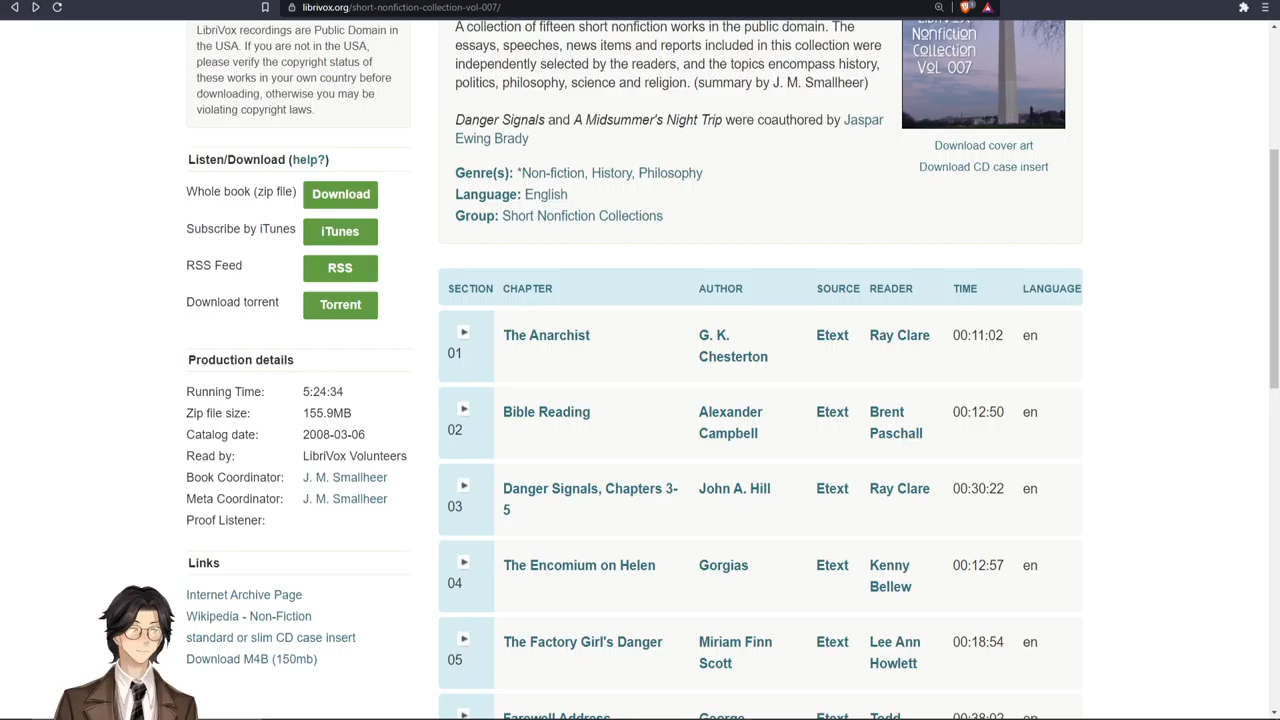 librivox.org/short-nonfiction-collection-vol-007/
LibriVox recordings are Public Domain in
the USA. If you are not in the USA,
please verify the copyright status of
these works in your own country before
downloading, otherwise you may be
violating copyright laws.
Listen/Download (help?)
Whole book (zip file) Download
Subscribe by iTunes iTunes
RSS Feed RSS
Download torrent Torrent
Production details
Running Time: 5:24:34
Zip file size: 155.9MB
Catalog date: 2008-03-06
Read by: LibriVox Volunteers
Book Coordinator: J. M. Smallheer
Meta Coordinator: J. M. Smallheer
Proof Listener:
Links
Internet Archive Page
Wikipedia - Non-Fiction
standard or slim CD case insert
Download M4B (150mb)
A collection of fifteen short nonfiction works in the public domain. The
essays, speeches, news items and reports included in this collection were
independently selected by the readers, and the topics encompass history,
politics, philosophy, science and religion. (summary by J. M. Smallheer)
Danger Signals and A Midsummer's Night Trip were coauthored by Jaspar
Ewing Brady
Genre(s): *Non-fiction, History, Philosophy
Language: English
Group: Short Nonfiction Collections
Nonfiction
Collection
Vol 007
Download cover art
Download CD case insert
SECTION CHAPTER AUTHOR SOURCE READER TIME LANGUAGE
01 The Anarchist G. K. Chesterton Etext Ray Clare 00:11:02 en
02 Bible Reading Alexander Campbell Etext Brent Paschall 00:12:50 en
03 Danger Signals, Chapters 3-5 John A. Hill Etext Ray Clare 00:30:22 en
04 The Encomium on Helen Gorgias Etext Kenny Bellew 00:12:57 en
05 The Factory Girl's Danger Miriam Finn Scott Etext Lee Ann Howlett 00:18:54 en
Farewell Address George Etext Todd 00:38:02 en